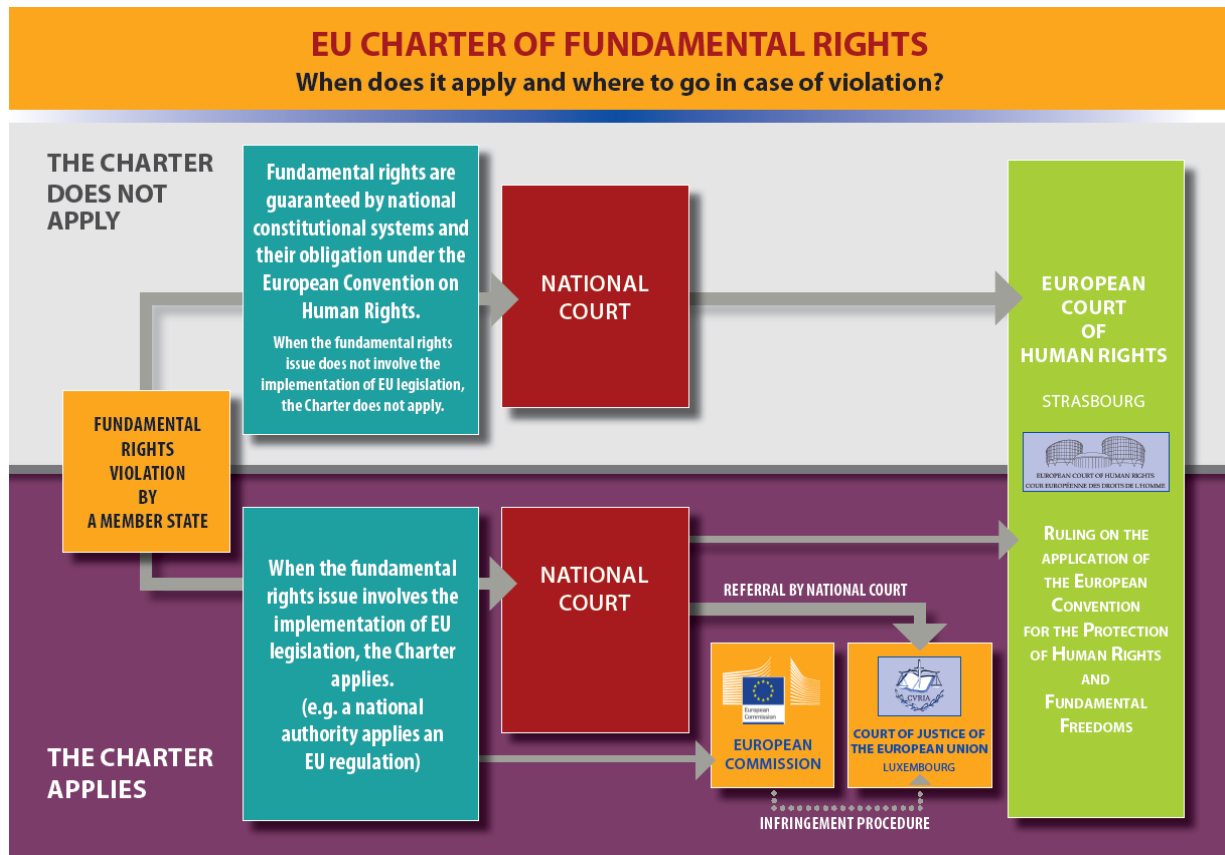 EU CHARTER OF FUNDAMENTAL RIGHTS
When does it apply and where to go in case of violation?
THE CHARTER
DOES NOT
APPLY
Fundamental rights are
guaranteed by national
constitutional systems and
their obligation under the
European Convention on
Human Rights.
When the fundamental rights
issue does not involve the
implementation of EU legislation,
the Charter does not apply.
NATIONAL
COURT
EUROPEAN
COURT
OF
HUMAN RIGHTS
STRASBOURG
EUROPEAN COURT OF HUMAN RIGHTS
COUR EUROPÉENNE DES DROITS DE L'HOMME
RULING ON THE
APPLICATION OF
THE EUROPEAN
CONVENTION
FOR THE PROTECTION
OF HUMAN RIGHTS
AND
FUNDAMENTAL
FREEDOMS
FUNDAMENTAL
RIGHTS
VIOLATION
BY
A MEMBER STATE
When the fundamental
rights issue involves the
implementation of EU
legislation, the Charter
applies.
(e.g. a national
authority applies an
EU regulation)
NATIONAL
COURT
REFERRAL BY NATIONAL COURT
European
Commission
EUROPEAN
COMMISSION
CVRIA
COURT OF JUSTICE OF
THE EUROPEAN UNION
LUXEMBOURG
INFRINGEMENT PROCEDURE
THE CHARTER
APPLIES